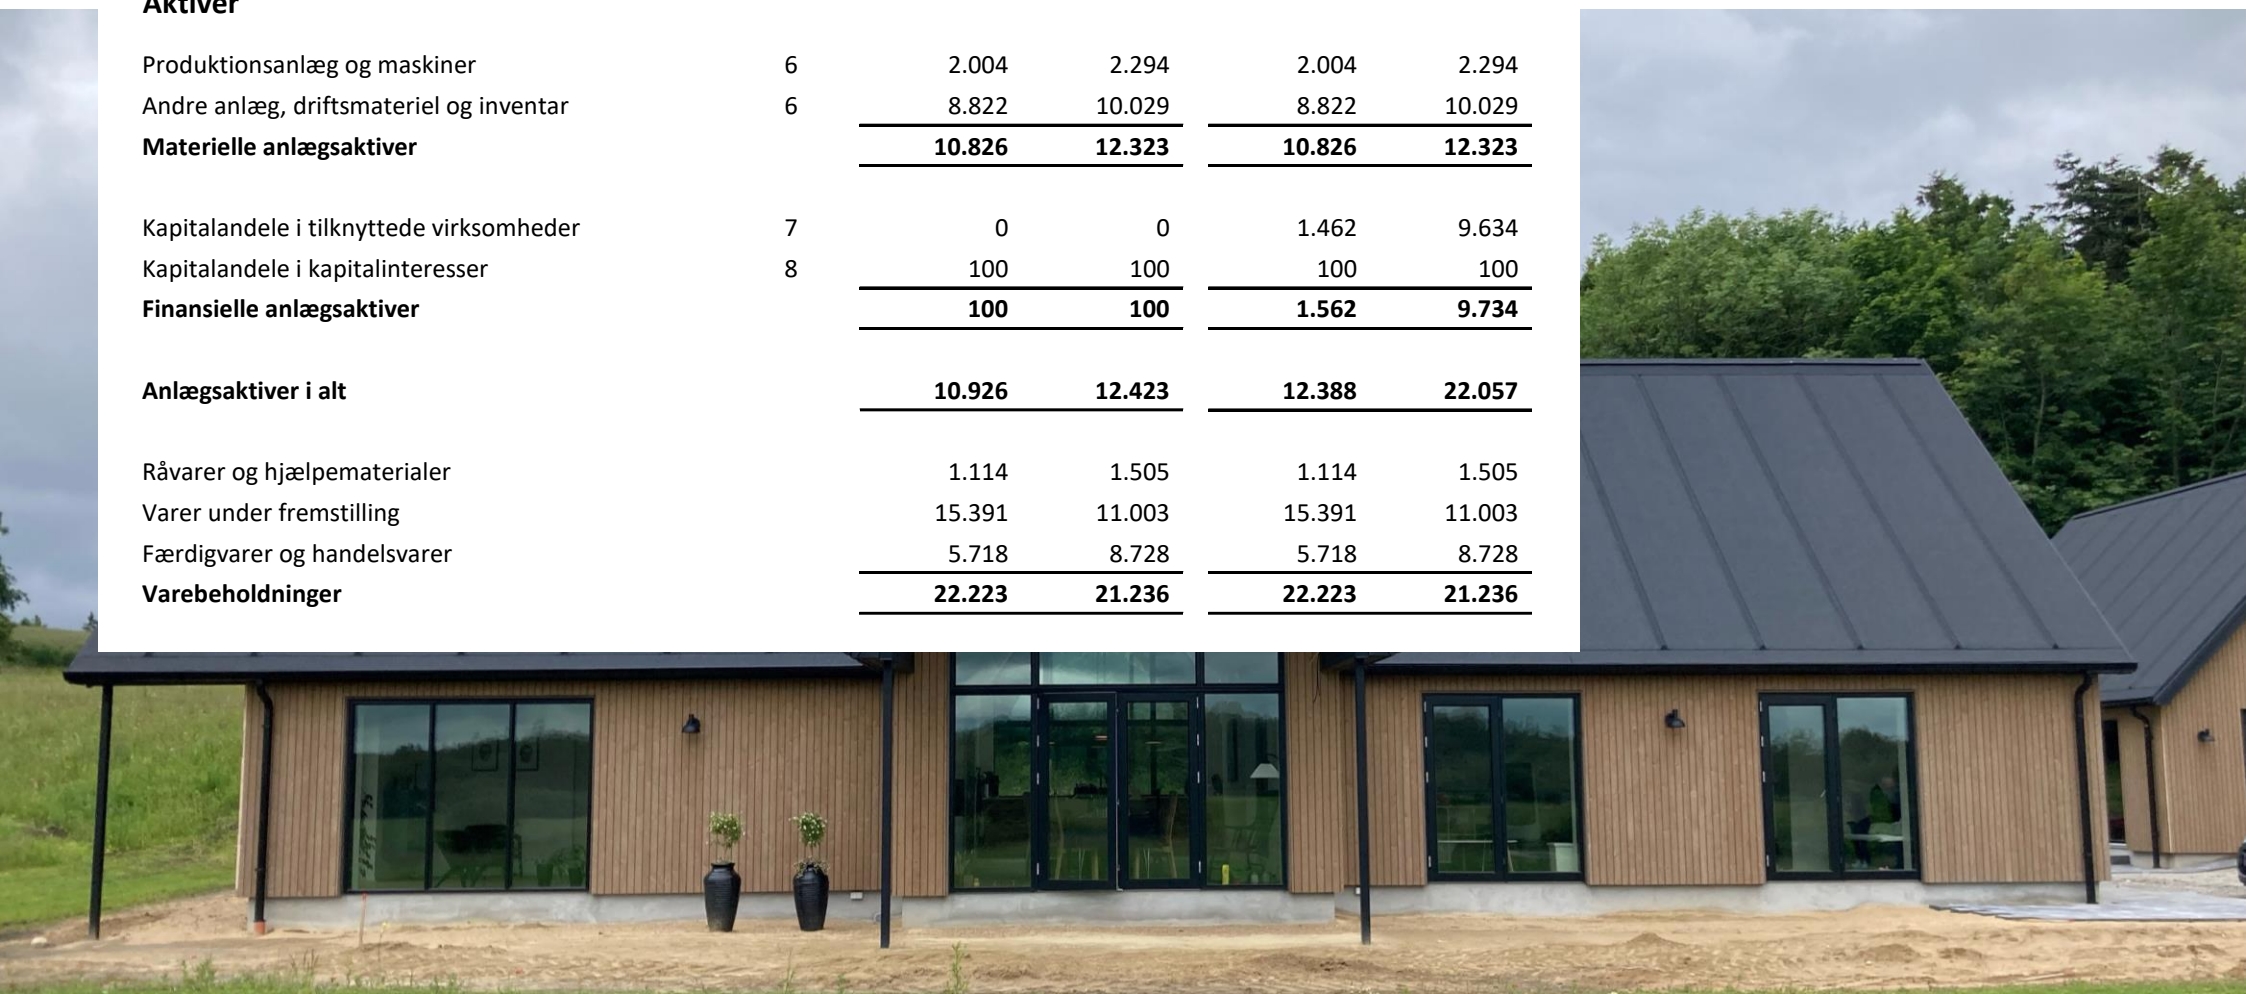 Aktiver
Produktionsanlæg og maskiner 6 2.004 2.294 2.004 2.294
Andre anlæg, driftsmateriel og inventar 6 8.822 10.029 8.822 10.029
Materielle anlægsaktiver 10.826 12.323 10.826 12.323
Kapitalandele i tilknyttede virksomheder 7 0 0 1.462 9.634
Kapitalandele i kapitalinteresser 8 100 100 100 100
Finansielle anlægsaktiver 100 100 1.562 9.734
Anlægsaktiver i alt 10.926 12.423 12.388 22.057
Råvarer og hjælpematerialer 1.114 1.505 1.114 1.505
Varer under fremstilling 15.391 11.003 15.391 11.003
Færdigvarer og handelsvarer 5.718 8.728 5.718 8.728
Varebeholdninger 22.223 21.236 22.223 21.236